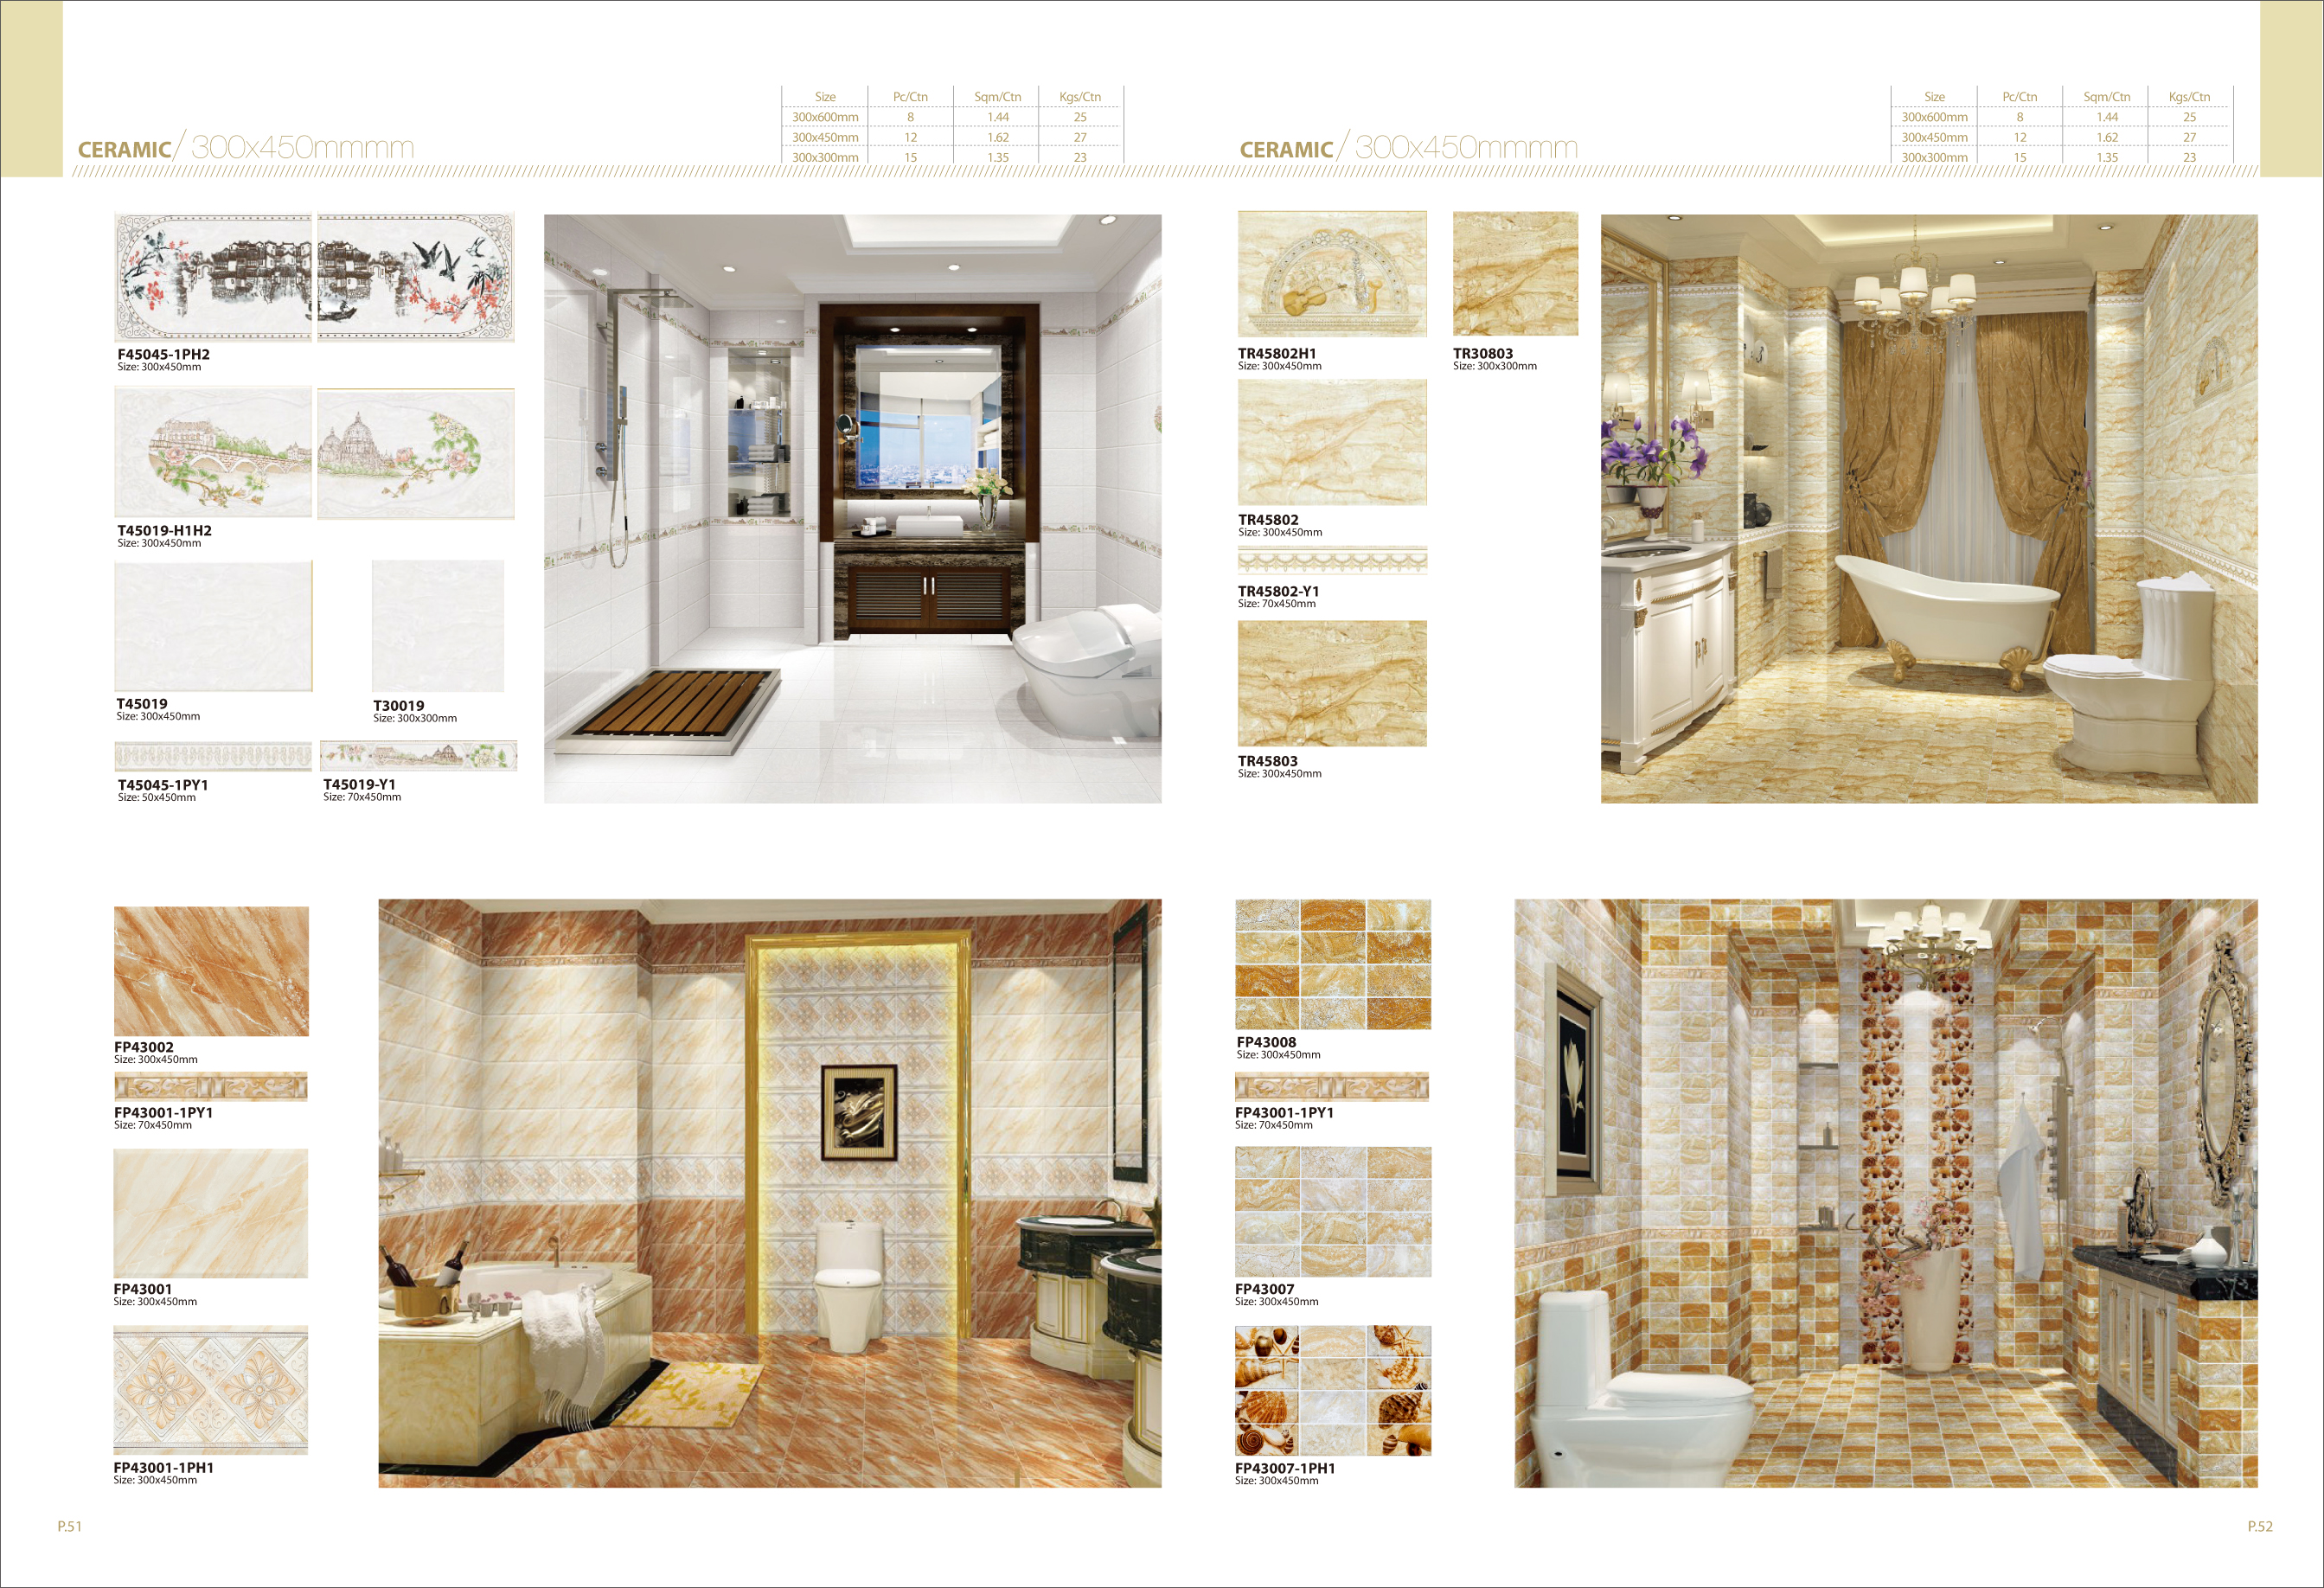 CERAMIC/300x450mmmm
Size Pc/Ctn Sqm/Ctn Kgs/Ctn
300x600mm 8 1.44 25
300x450mm 12 1.62 27
300x300mm 15 1.35 23
F45045-1PH2
Size: 300x450mm
T45019-H1H2
Size: 300x450mm
T45019
Size: 300x450mm
T30019
Size: 300x300mm
T45045-1PY1
Size: 50x450mm
T45019-Y1
Size: 70x450mm
FP43002
Size: 300x450mm
FP43001-1PY1
Size: 70x450mm
FP43001
Size: 300x450mm
FP43001-1PH1
Size: 300x450mm
P.51
CERAMIC/300x450mmmm
Size Pc/Ctn Sqm/Ctn Kgs/Ctn
300x600mm 8 1.44 25
300x450mm 12 1.62 27
300x300mm 15 1.35 23
TR45802H1
Size: 300x450mm
TR30803
Size: 300x300mm
TR45802
Size: 300x450mm
TR45802-Y1
Size: 70x450mm
TR45803
Size: 300x450mm
FP43008
Size: 300x450mm
FP43001-1PY1
Size: 70x450mm
FP43007
Size: 300x450mm
FP43007-1PH1
Size: 300x450mm
P.52